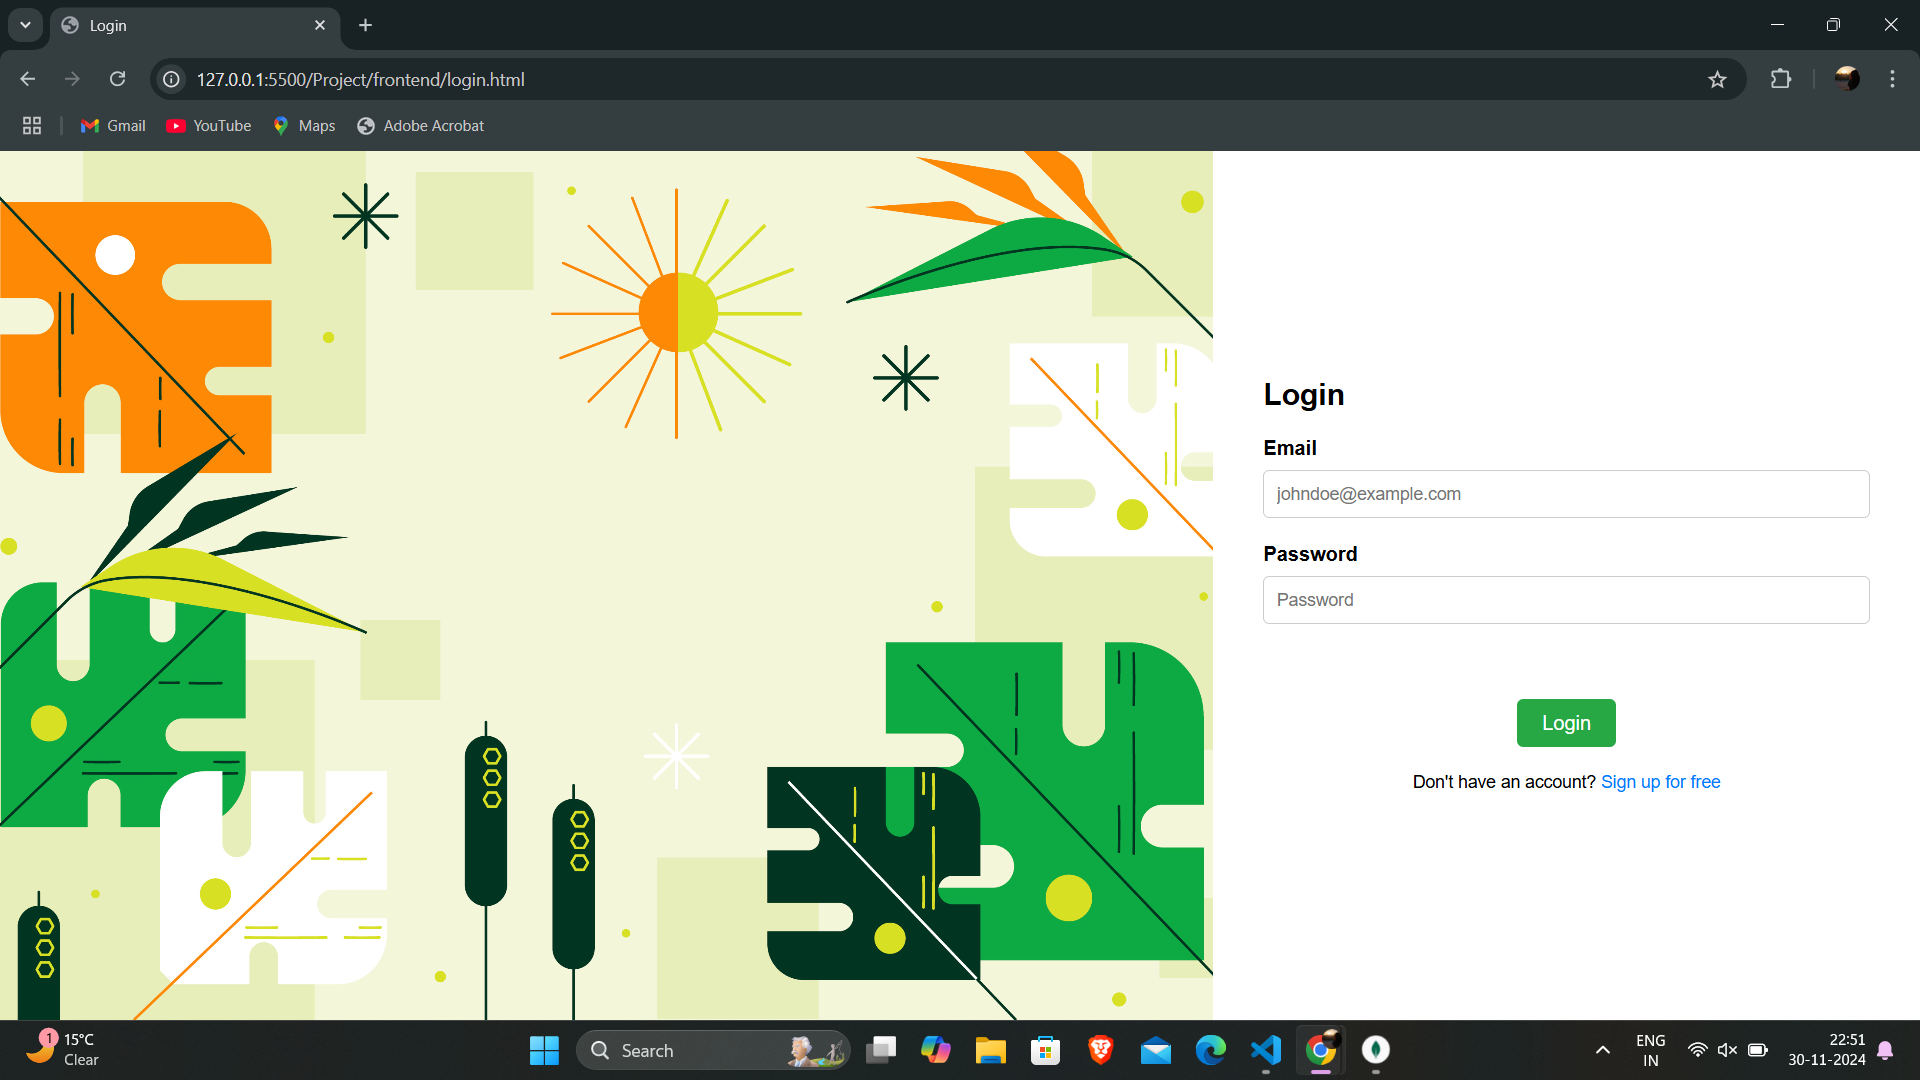 Login
127.0.0.1:5500/Project/frontend/login.html
Gmail YouTube Maps Adobe Acrobat
Login
Email
johndoe@example.com
Password
Password
Login
Don't have an account? Sign up for free
1
15°C
Clear
Search
ENG
IN
22:51
30-11-2024